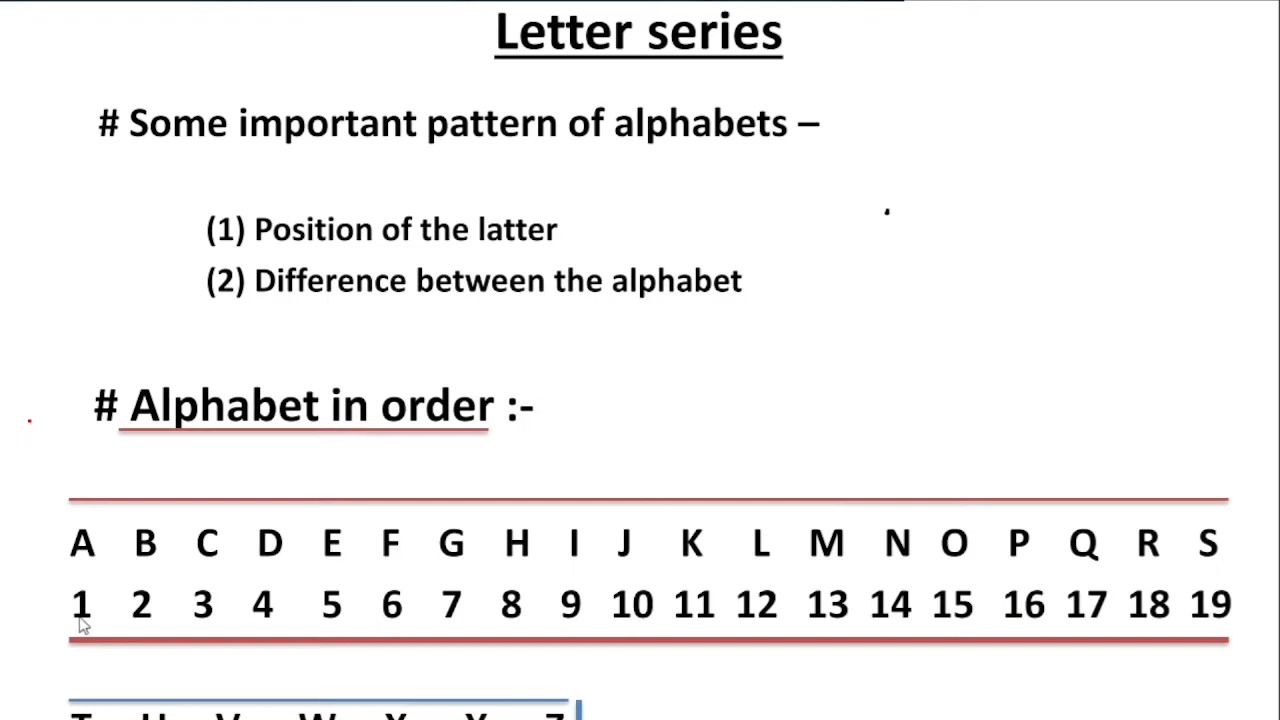 Letter series
# Some important pattern of alphabets –
(1) Position of the latter
(2) Difference between the alphabet
# Alphabet in order :-
A B C D E F G H I J K L M N O P Q R S
1 2 3 4 5 6 7 8 9 10 11 12 13 14 15 16 17 18 19
T U V W X Y Z